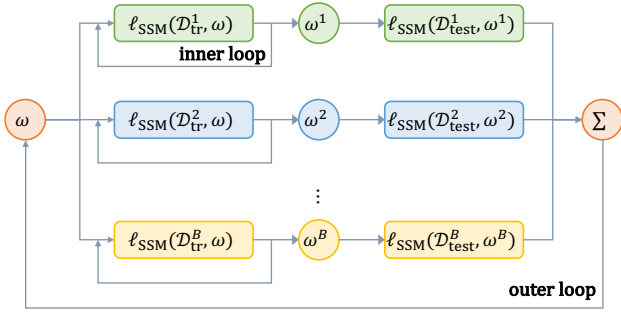 ℓ_SSM(𝒟_tr^1, ω) ω^1 ℓ_SSM(𝒟_test^1, ω^1)
inner loop
ω ℓ_SSM(𝒟_tr^2, ω) ω^2 ℓ_SSM(𝒟_test^2, ω^2) Σ
⋮
ℓ_SSM(𝒟_tr^B, ω) ω^B ℓ_SSM(𝒟_test^B, ω^B)
outer loop